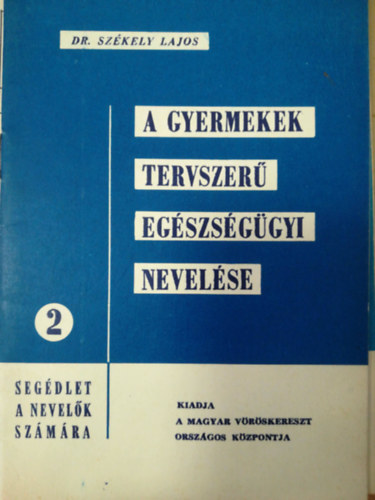 DR. SZÉKELY LAJOS
A GYERMEKEK
TERVSZERŰ
EGÉSZSÉGÜGYI
NEVELÉSE
2
SEGÉDLET
A NEVELŐK
SZÁMÁRA
KIADJA
A MAGYAR VÖRÖSKERESZT
ORSZÁGOS KÖZPONTJA